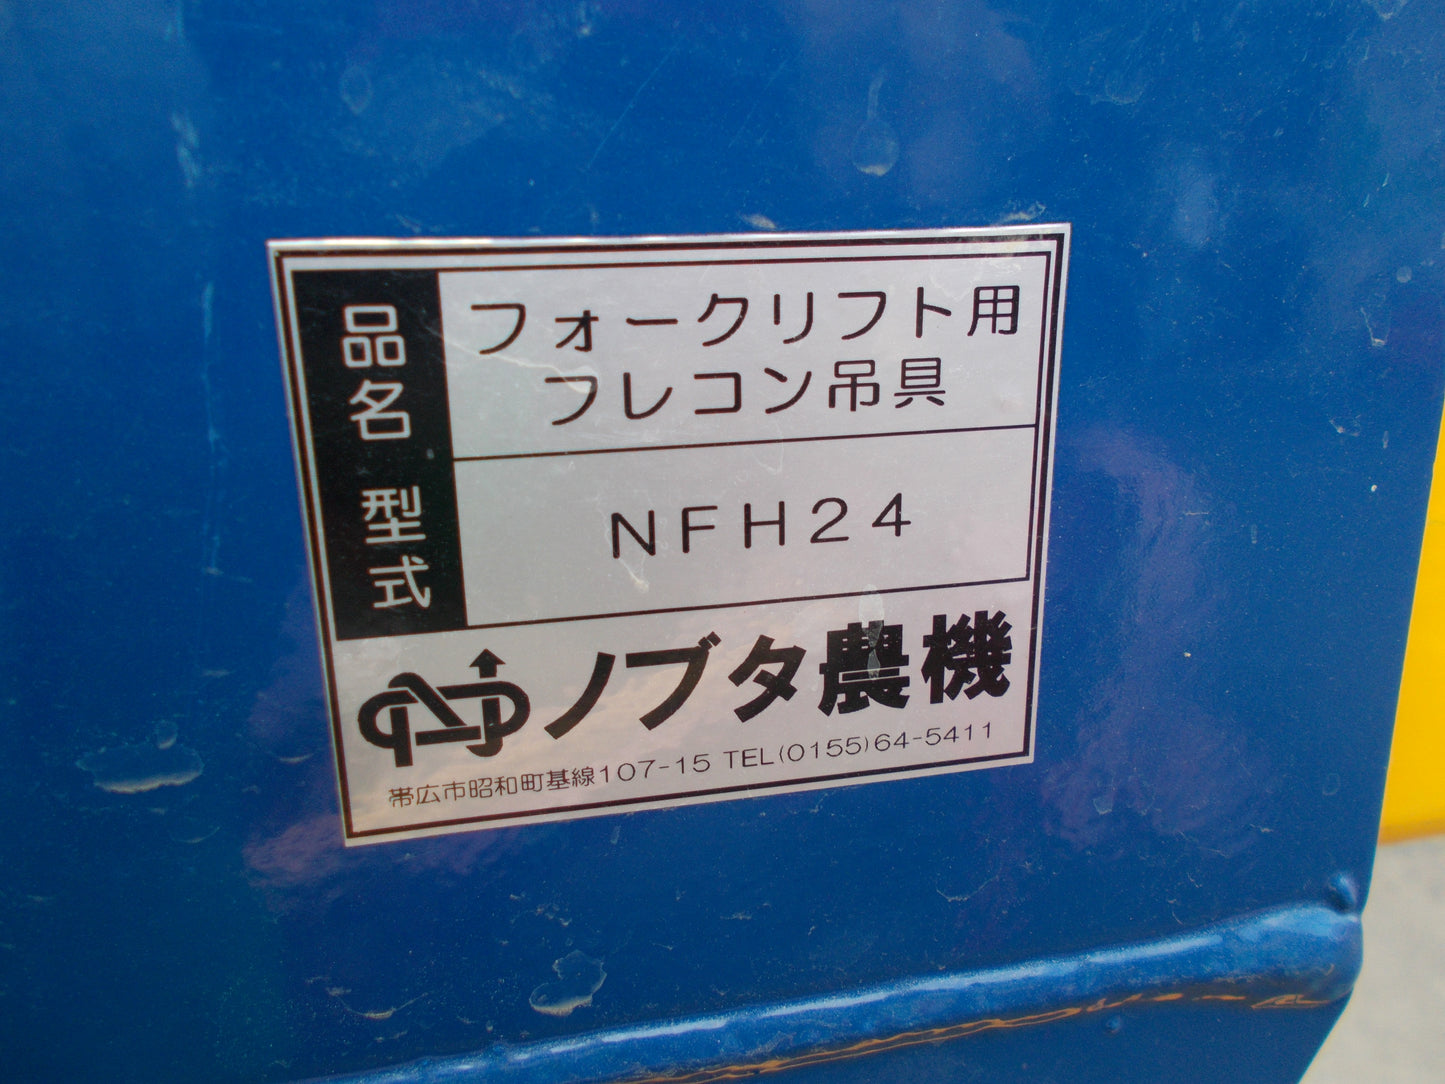 品名
フォークリフト用
フレコン吊具
型式
NFH24
ノブタ農機
帯広市昭和町基線107-15 TEL(0155)64-5411